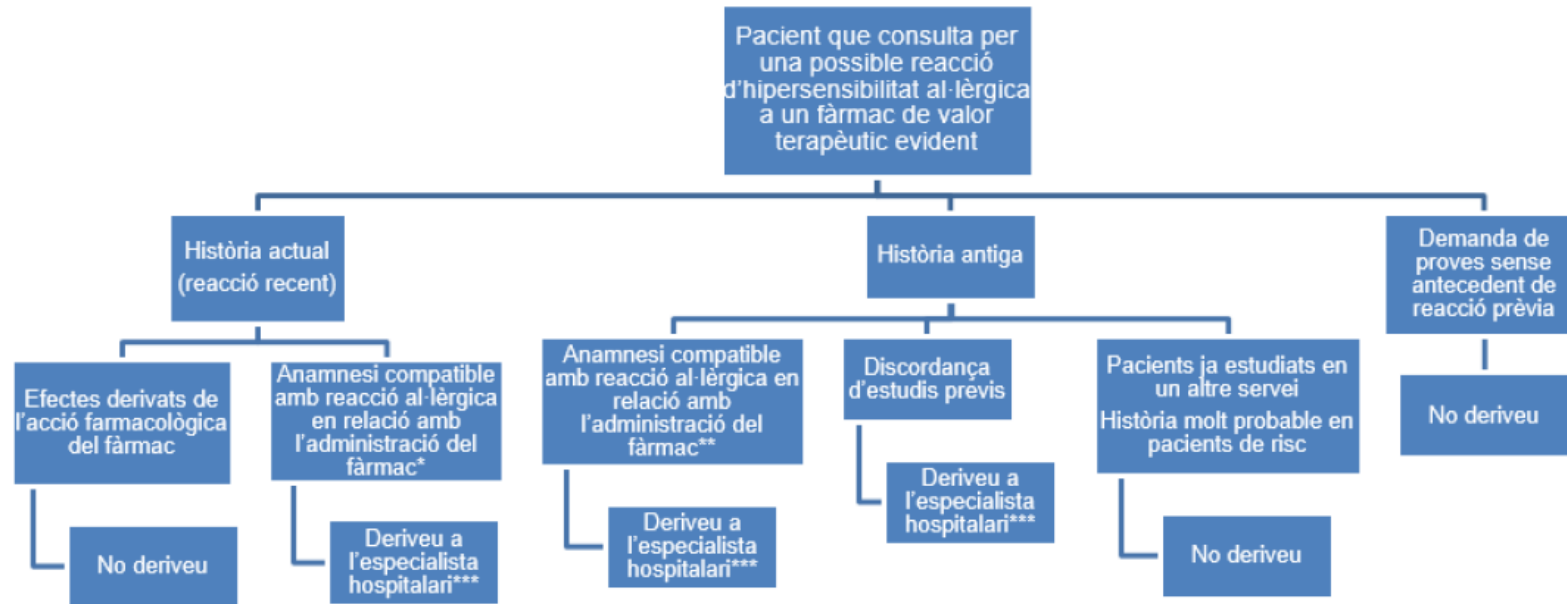 Pacient que consulta per
una possible reacció
d'hipersensibilitat al·lèrgica
a un fàrmac de valor
terapèutic evident
Història actual
(reacció recent)
Història antiga
Demanda de
proves sense
antecedent de
reacció prèvia
Efectes derivats de
l'acció farmacològica
del fàrmac
Anamnesi compatible
amb reacció al·lèrgica
en relació amb
l'administració del
fàrmac*
Anamnesi compatible
amb reacció al·lèrgica en
relació amb
l'administració del
fàrmac**
Discordança
d'estudis previs
Pacients ja estudiats en
un altre servei
Història molt probable en
pacients de risc
No deriveu
No deriveu
Deriveu a
l'especialista
hospitalari***
Deriveu a
l'especialista
hospitalari***
Deriveu a
l'especialista
hospitalari***
No deriveu